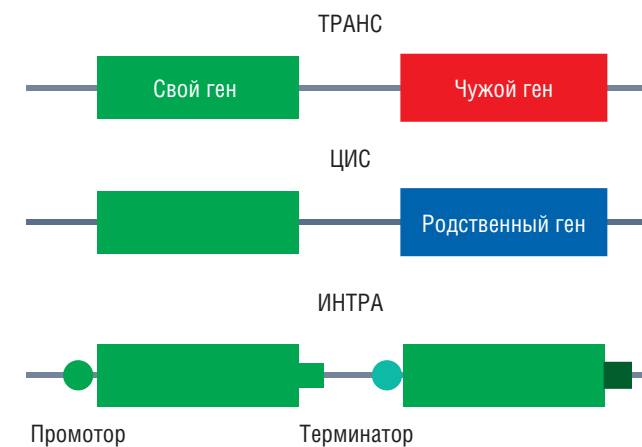 ТРАНС
Свой ген Чужой ген
ЦИС
Родственный ген
ИНТРА
Промотор Терминатор